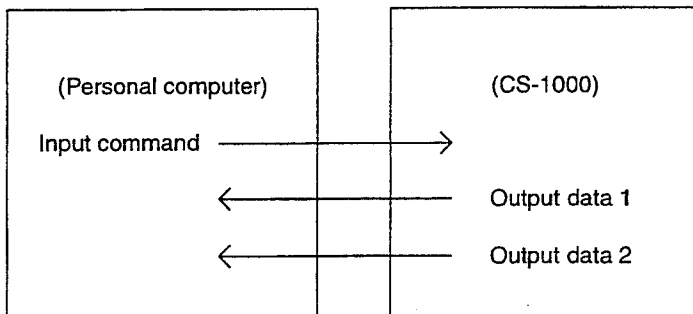 (Personal computer) (CS-1000)
Input command
Output data 1
Output data 2